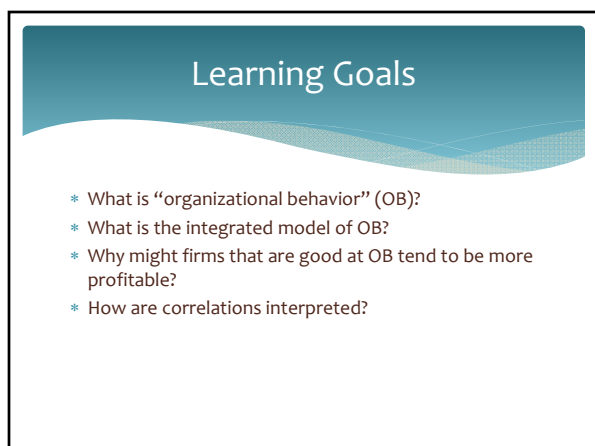 Learning Goals
* What is “organizational behavior” (OB)?
* What is the integrated model of OB?
* Why might firms that are good at OB tend to be more
profitable?
* How are correlations interpreted?